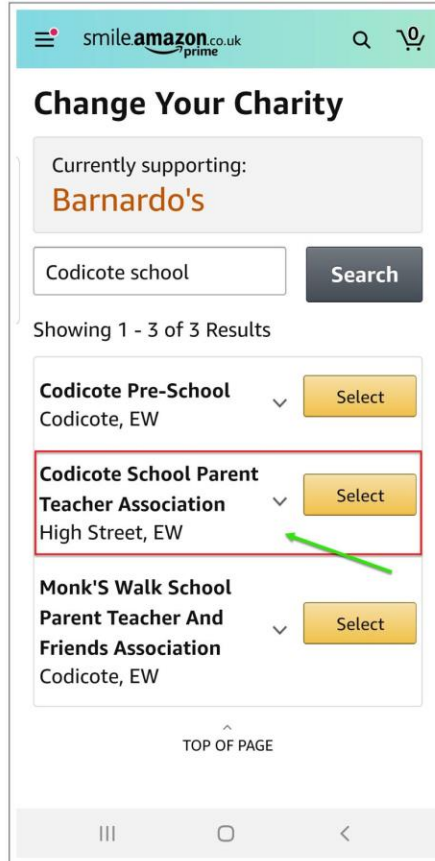 smile.amazon.co.uk
prime
0
Change Your Charity
Currently supporting:
Barnardo's
Codicote school
Search
Showing 1 - 3 of 3 Results
Codicote Pre-School
Codicote, EW
Select
Codicote School Parent
Teacher Association
High Street, EW
Select
Monk'S Walk School
Parent Teacher And
Friends Association
Codicote, EW
Select
TOP OF PAGE